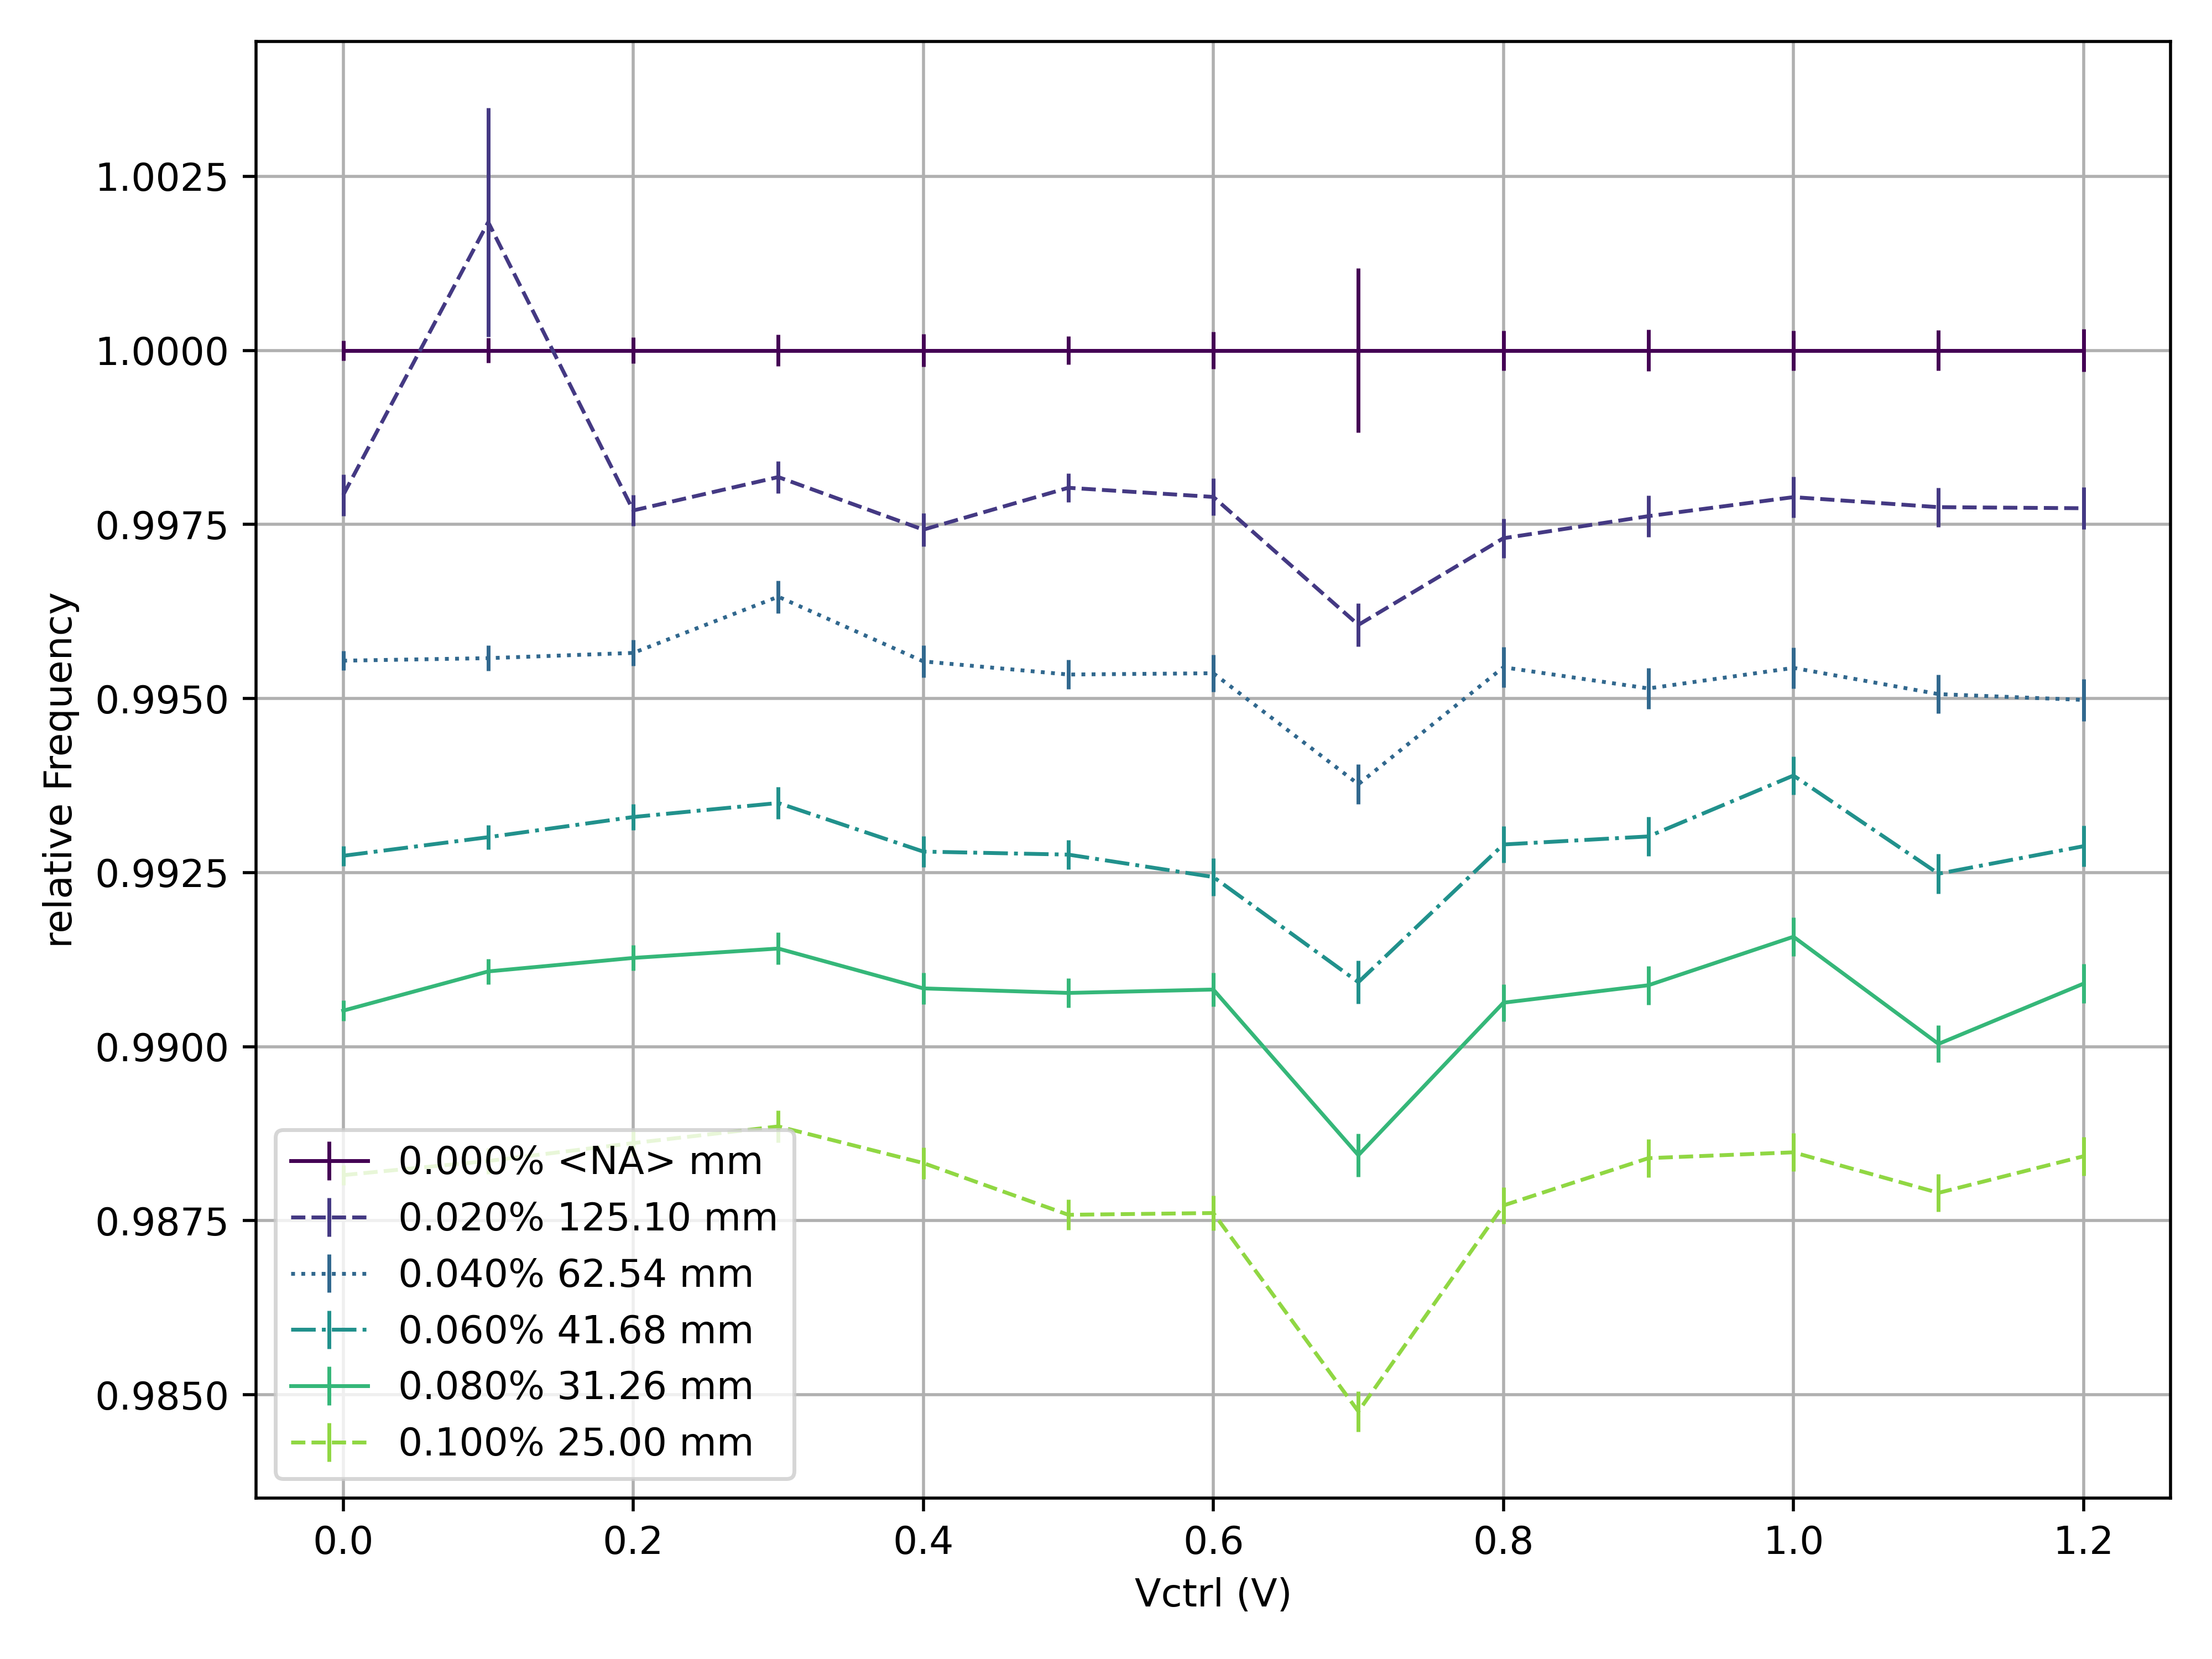 1.0025
1.0000
0.9975
0.9950
0.9925
0.9900
0.9875
0.9850
relative Frequency
0.000% <NA> mm
0.020% 125.10 mm
0.040% 62.54 mm
0.060% 41.68 mm
0.080% 31.26 mm
0.100% 25.00 mm
0.0 0.2 0.4 0.6 0.8 1.0 1.2
Vctrl (V)